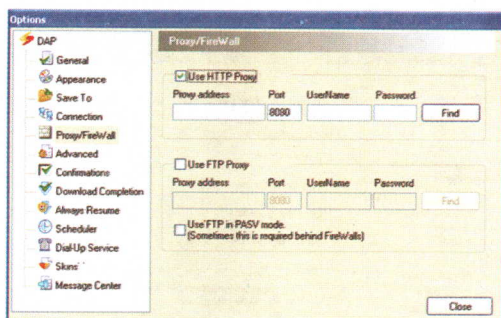 Options
DAP
General
Appearance
Save To
Connection
Proxy/FireWall
Advanced
Confirmations
Download Completion
Always Resume
Scheduler
Dial-Up Service
Skins
Message Center
Proxy/FireWall
Use HTTP Proxy
Proxy address Port UserName Password
8080 Find
Use FTP Proxy
Proxy address Port UserName Password
8080 Find
Use FTP in PASV mode.
(Sometimes this is required behind FireWalls)
Close